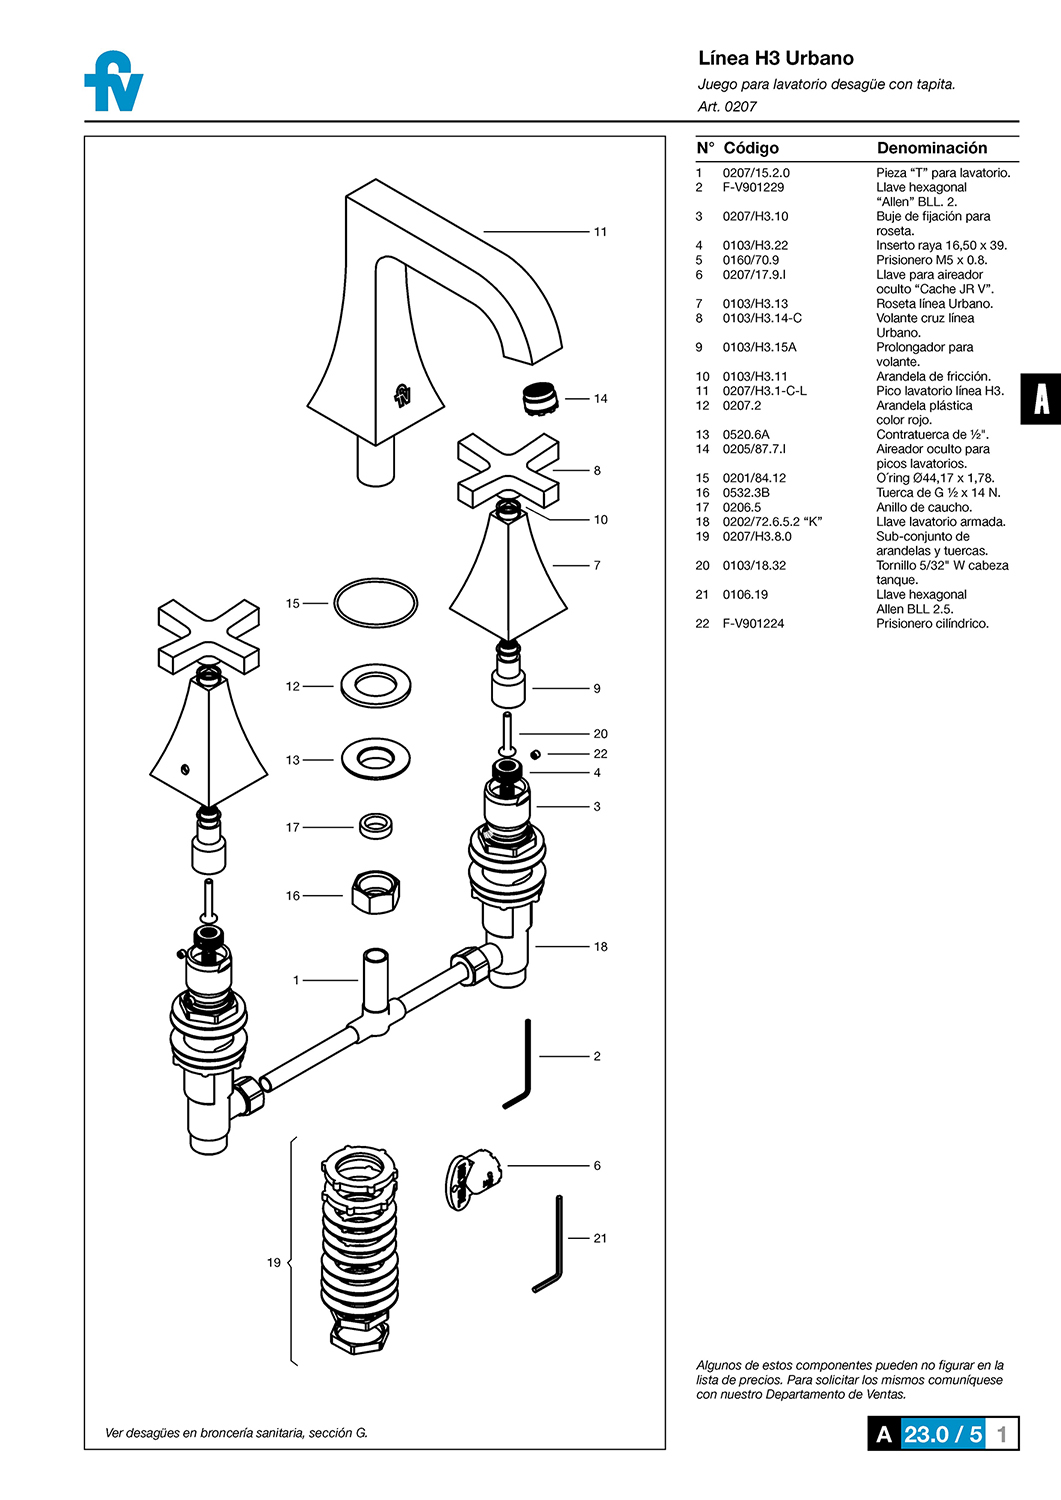 fv
Línea H3 Urbano
Juego para lavatorio desagüe con tapita.
Art. 0207
N° Código Denominación
1 0207/15.2.0 Pieza “T” para lavatorio.
2 F-V901229 Llave hexagonal
“Allen” BLL. 2.
3 0207/H3.10 Buje de fijación para
roseta.
4 0103/H3.22 Inserto raya 16,50 x 39.
5 0160/70.9 Prisionero M5 x 0.8.
6 0207/17.9.I Llave para aireador
oculto “Cache JR V”.
7 0103/H3.13 Roseta línea Urbano.
8 0103/H3.14-C Volante cruz línea
Urbano.
9 0103/H3.15A Prolongador para
volante.
10 0103/H3.11 Arandela de fricción.
11 0207/H3.1-C-L Pico lavatorio línea H3.
12 0207.2 Arandela plástica
color rojo.
13 0520.6A Contratuerca de ½".
14 0205/87.7.I Aireador oculto para
picos lavatorios.
15 0201/84.12 O´ring Ø44,17 x 1,78.
16 0532.3B Tuerca de G ½ x 14 N.
17 0206.5 Anillo de caucho.
18 0202/72.6.5.2 “K” Llave lavatorio armada.
19 0207/H3.8.0 Sub-conjunto de
arandelas y tuercas.
20 0103/18.32 Tornillo 5/32" W cabeza
tanque.
21 0106.19 Llave hexagonal
Allen BLL 2.5.
22 F-V901224 Prisionero cilíndrico.
A
11
fv
14
8
10
7
15
12
9
20
22
13
4
3
17
16
18
1
2
6
19
21
Ver desagües en broncería sanitaria, sección G.
Algunos de estos componentes pueden no figurar en la
lista de precios. Para solicitar los mismos comuníquese
con nuestro Departamento de Ventas.
A 23.0 / 5 1